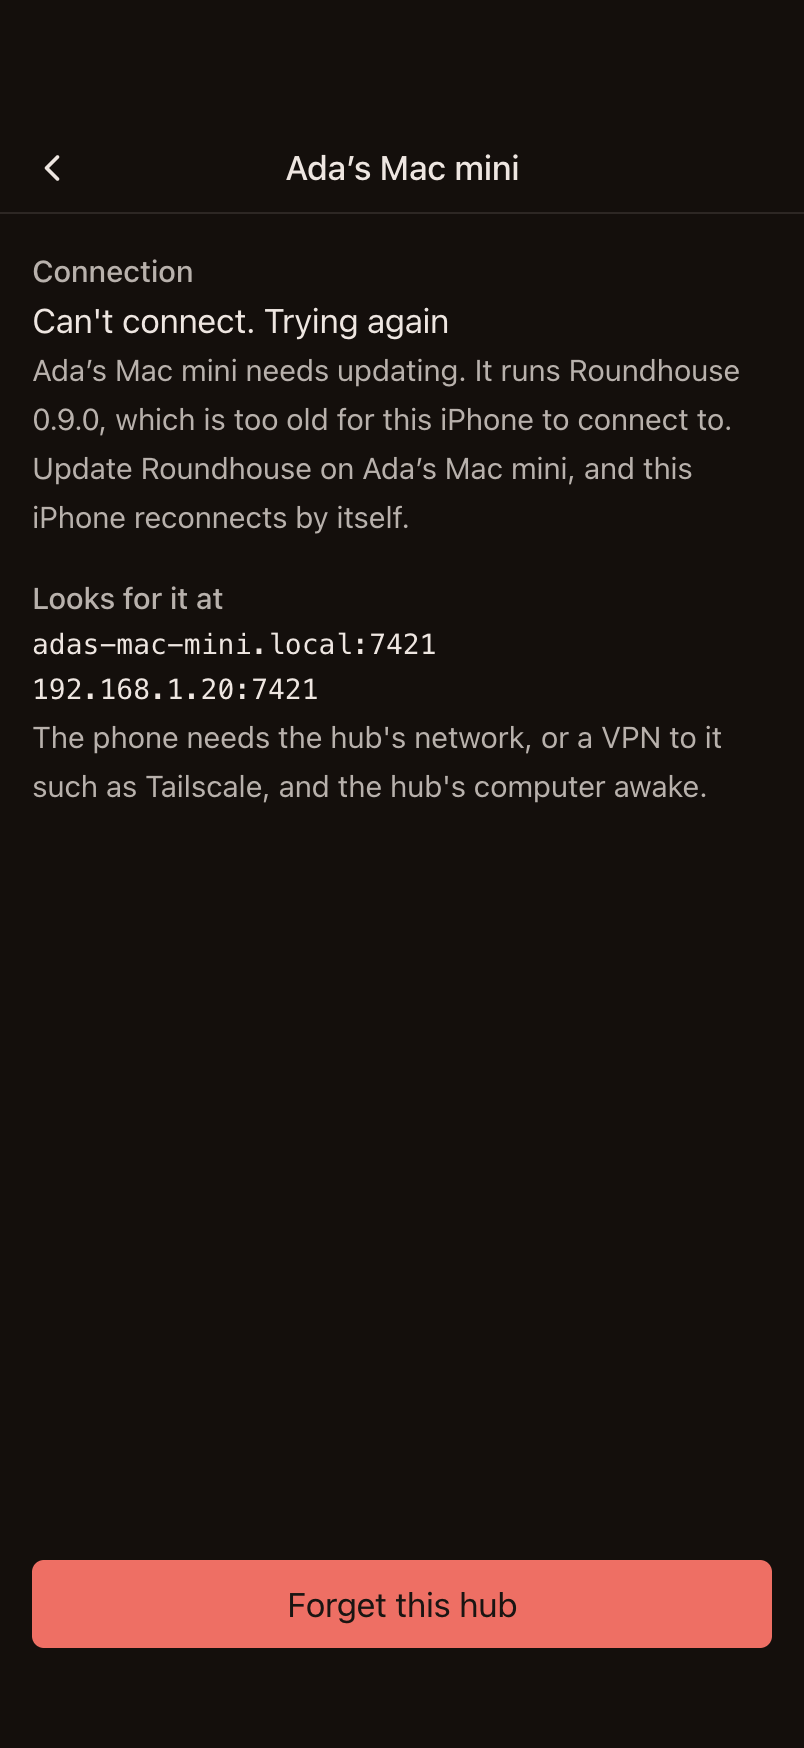 Ada’s Mac mini
Connection
Can't connect. Trying again
Ada’s Mac mini needs updating. It runs Roundhouse
0.9.0, which is too old for this iPhone to connect to.
Update Roundhouse on Ada’s Mac mini, and this
iPhone reconnects by itself.
Looks for it at
adas-mac-mini.local:7421
192.168.1.20:7421
The phone needs the hub's network, or a VPN to it
such as Tailscale, and the hub's computer awake.
Forget this hub